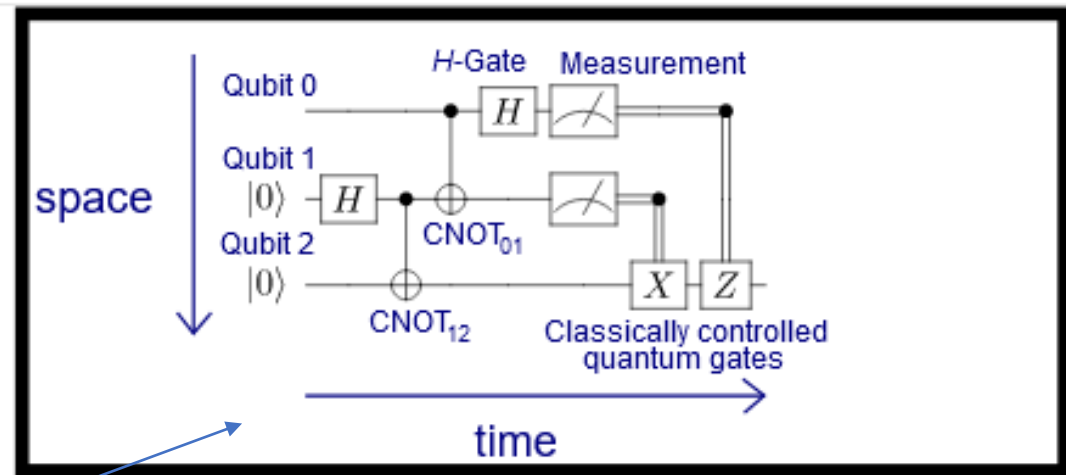 H-Gate Measurement
Qubit 0
H
Qubit 1
space |0⟩ H
CNOT₀₁
Qubit 2
|0⟩ X Z
CNOT₁₂ Classically controlled
quantum gates
time